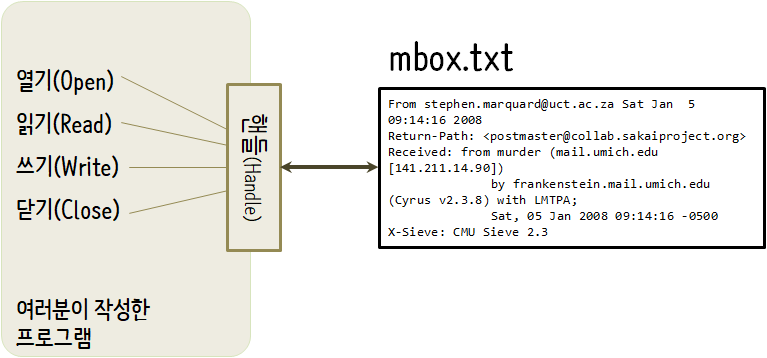 열기(Open)
읽기(Read)
쓰기(Write)
닫기(Close)
여러분이 작성한
프로그램
핸들(Handle)
mbox.txt
From stephen.marquard@uct.ac.za Sat Jan  5
09:14:16 2008
Return-Path: <postmaster@collab.sakaiproject.org>
Received: from murder (mail.umich.edu
[141.211.14.90])
by frankenstein.mail.umich.edu
(Cyrus v2.3.8) with LMTPA;
Sat, 05 Jan 2008 09:14:16 -0500
X-Sieve: CMU Sieve 2.3